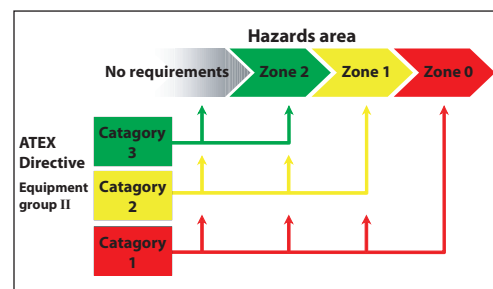 Hazards area
No requirements
Zone 2
Zone 1
Zone 0
ATEX
Directive
Equipment
group II
Catagory
3
Catagory
2
Catagory
1